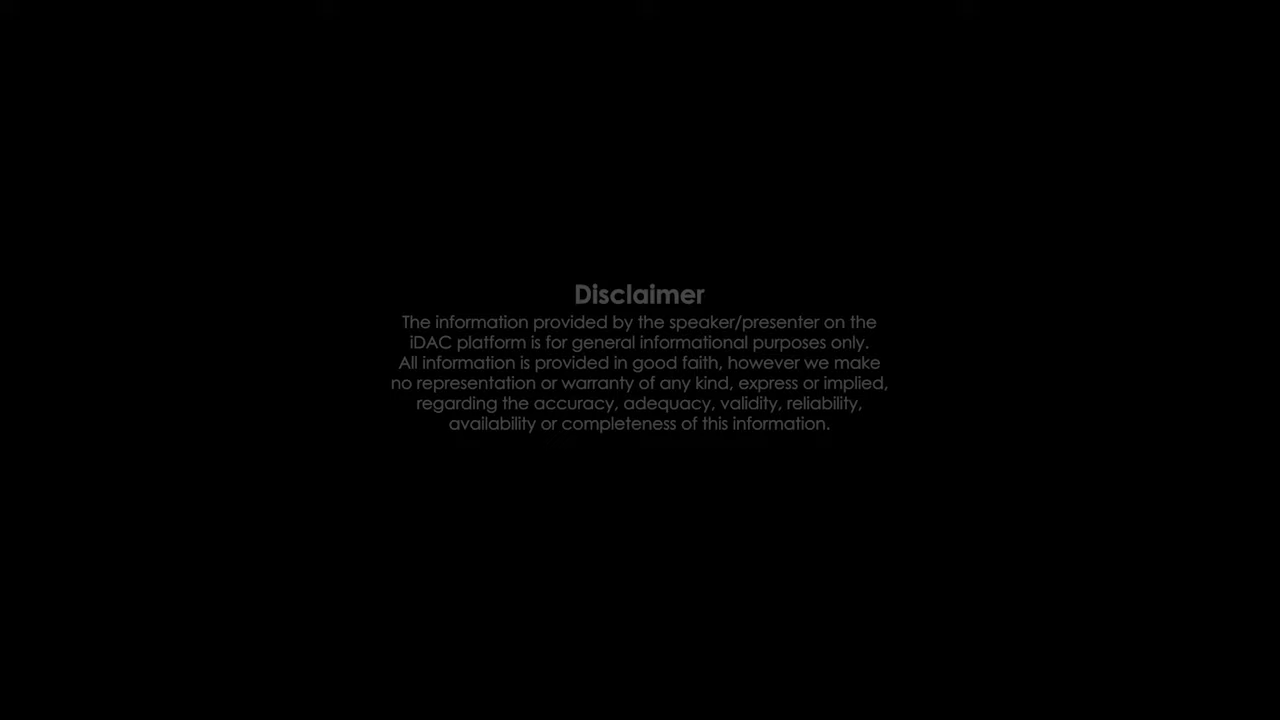 Disclaimer
The information provided by the speaker/presenter on the
iDAC platform is for general informational purposes only.
All information is provided in good faith, however we make
no representation or warranty of any kind, express or implied,
regarding the accuracy, adequacy, validity, reliability,
availability or completeness of this information.